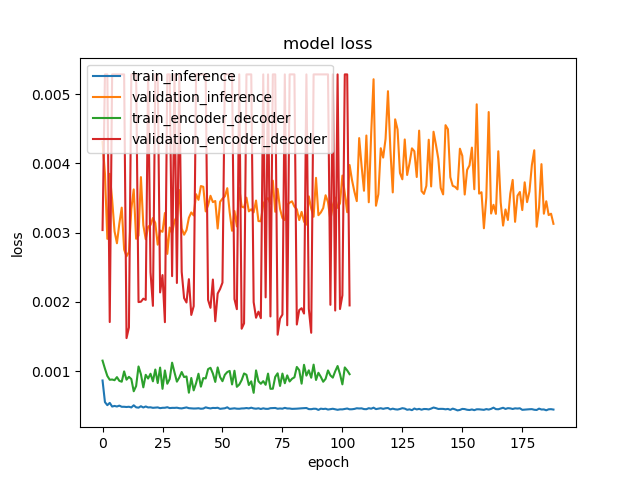 model loss
train_inference
validation_inference
train_encoder_decoder
validation_encoder_decoder
loss
0.005
0.004
0.003
0.002
0.001
0 25 50 75 100 125 150 175
epoch